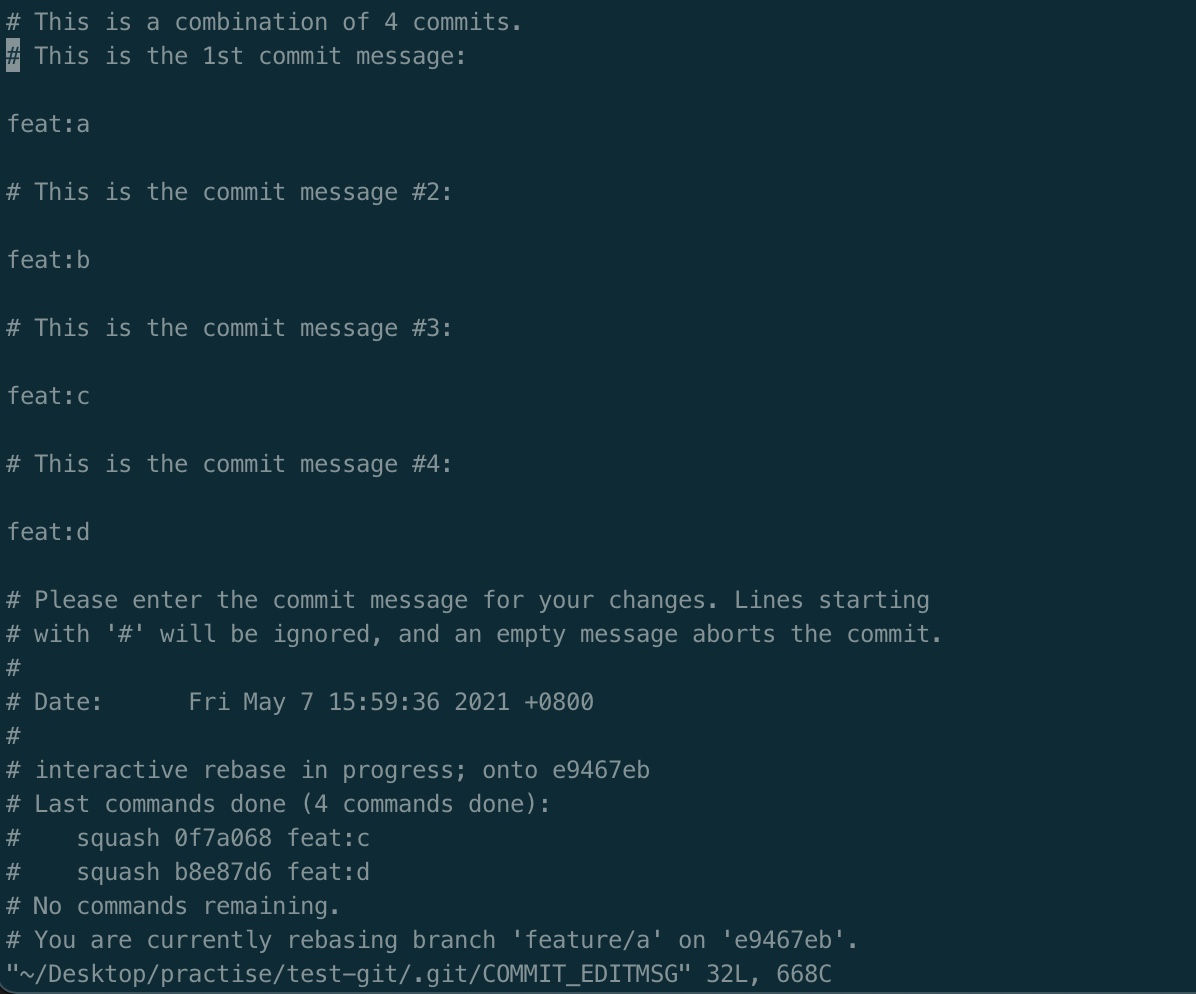 # This is a combination of 4 commits.
# This is the 1st commit message:
feat:a
# This is the commit message #2:
feat:b
# This is the commit message #3:
feat:c
# This is the commit message #4:
feat:d
# Please enter the commit message for your changes. Lines starting
# with '#' will be ignored, and an empty message aborts the commit.
#
# Date:      Fri May 7 15:59:36 2021 +0800
#
# interactive rebase in progress; onto e9467eb
# Last commands done (4 commands done):
#    squash 0f7a068 feat:c
#    squash b8e87d6 feat:d
# No commands remaining.
# You are currently rebasing branch 'feature/a' on 'e9467eb'.
"~/Desktop/practise/test-git/.git/COMMIT_EDITMSG" 32L, 668C